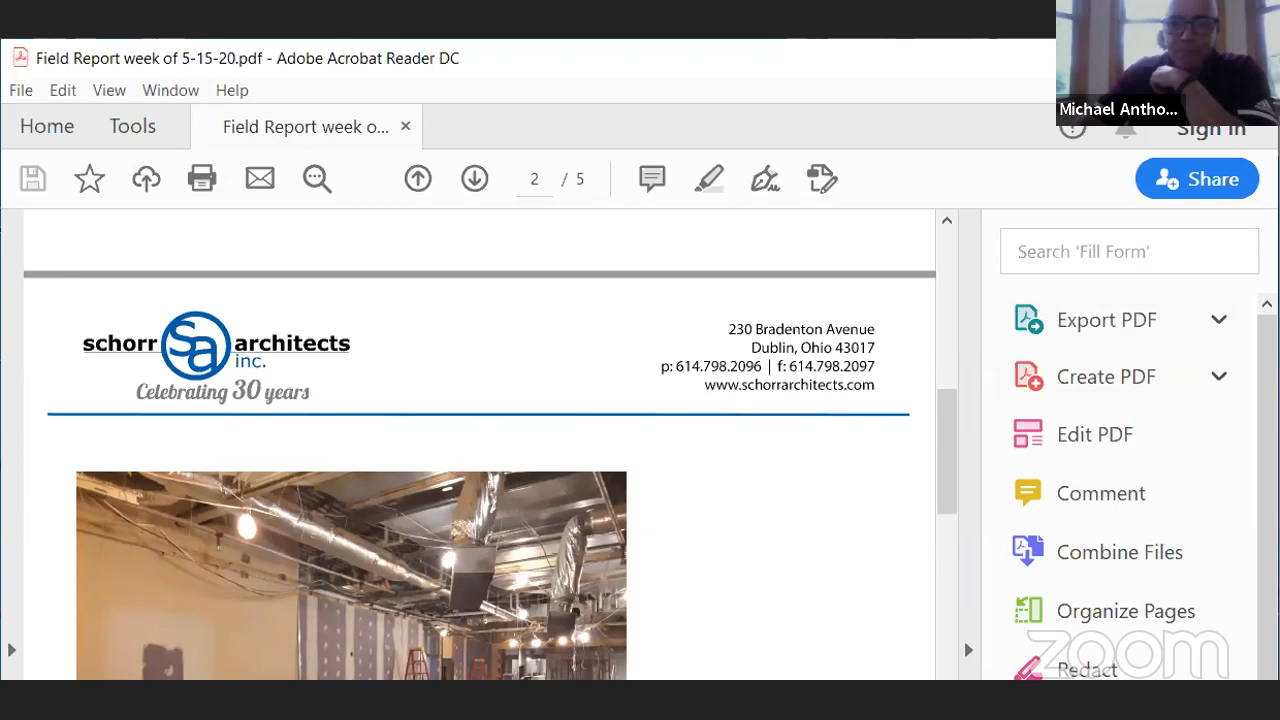 Field Report week of 5-15-20.pdf - Adobe Acrobat Reader DC
Michael Antho...
File Edit View Window Help
Home Tools Field Report week o... ×
Sign In
2 / 5
Share
Search 'Fill Form'
schorr sa architects
inc.
Celebrating 30 years
230 Bradenton Avenue
Dublin, Ohio 43017
p: 614.798.2096 | f: 614.798.2097
www.schorrarchitects.com
Export PDF
Create PDF
Edit PDF
Comment
Combine Files
Organize Pages
Redact
zoom